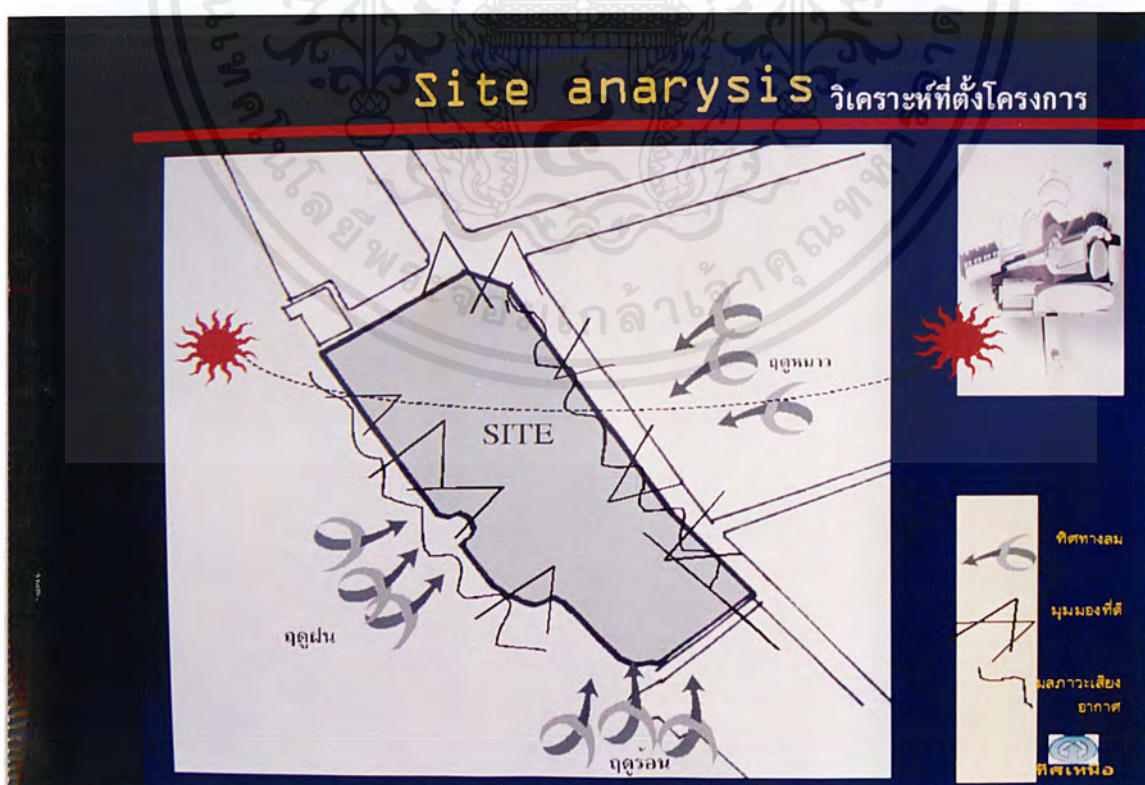 Site anarysis วิเคราะห์ที่ตั้งโครงการ
ฤดูหนาว
SITE
ฤดูฝน
ฤดูร้อน
ทิศทางลม
มุมมองที่ดี
มลภาวะเสียง
อากาศ
ทิศเหนือ